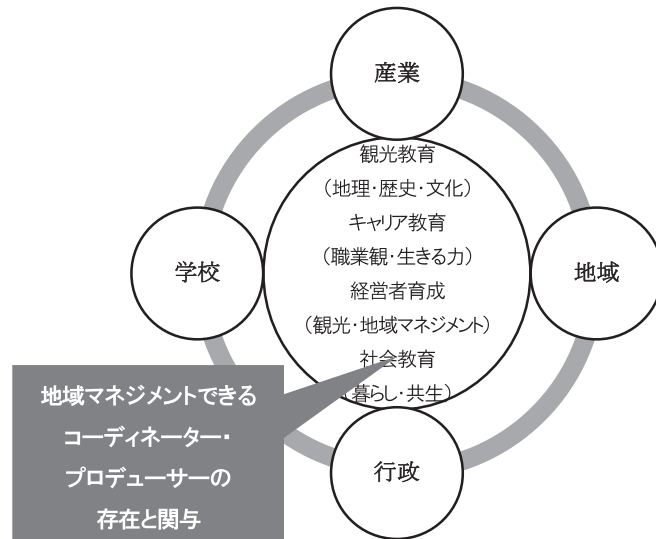 産業
観光教育
(地理・歴史・文化)
キャリア教育
(職業観・生きる力)
経営者育成
(観光・地域マネジメント)
社会教育
(暮らし・共生)
学校
地域
行政
地域マネジメントできる
コーディネーター・
プロデューサーの
存在と関与